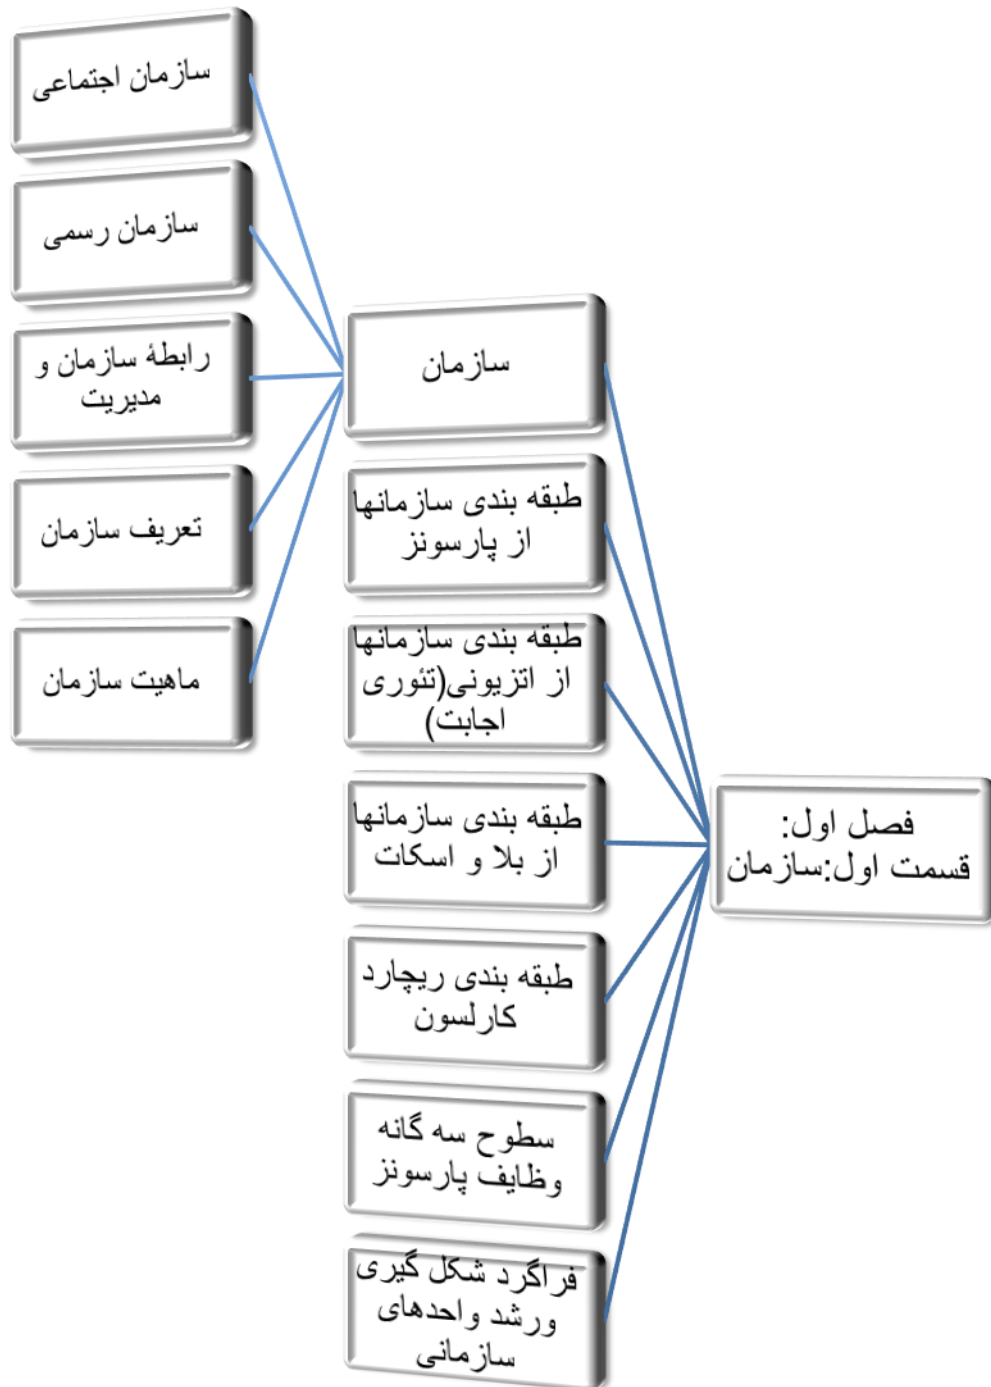 فصل اول:
قسمت اول:سازمان
سازمان
طبقه بندی سازمانها
از پارسونز
طبقه بندی سازمانها
از اتزیونی(تئوری
اجابت)
طبقه بندی سازمانها
از بلا و اسکات
طبقه بندی ریچارد
کارلسون
سطوح سه گانه
وظایف پارسونز
فراگرد شکل گیری
ورشد واحدهای
سازمانی
سازمان اجتماعی
سازمان رسمی
رابطۀ سازمان و
مدیریت
تعریف سازمان
ماهیت سازمان